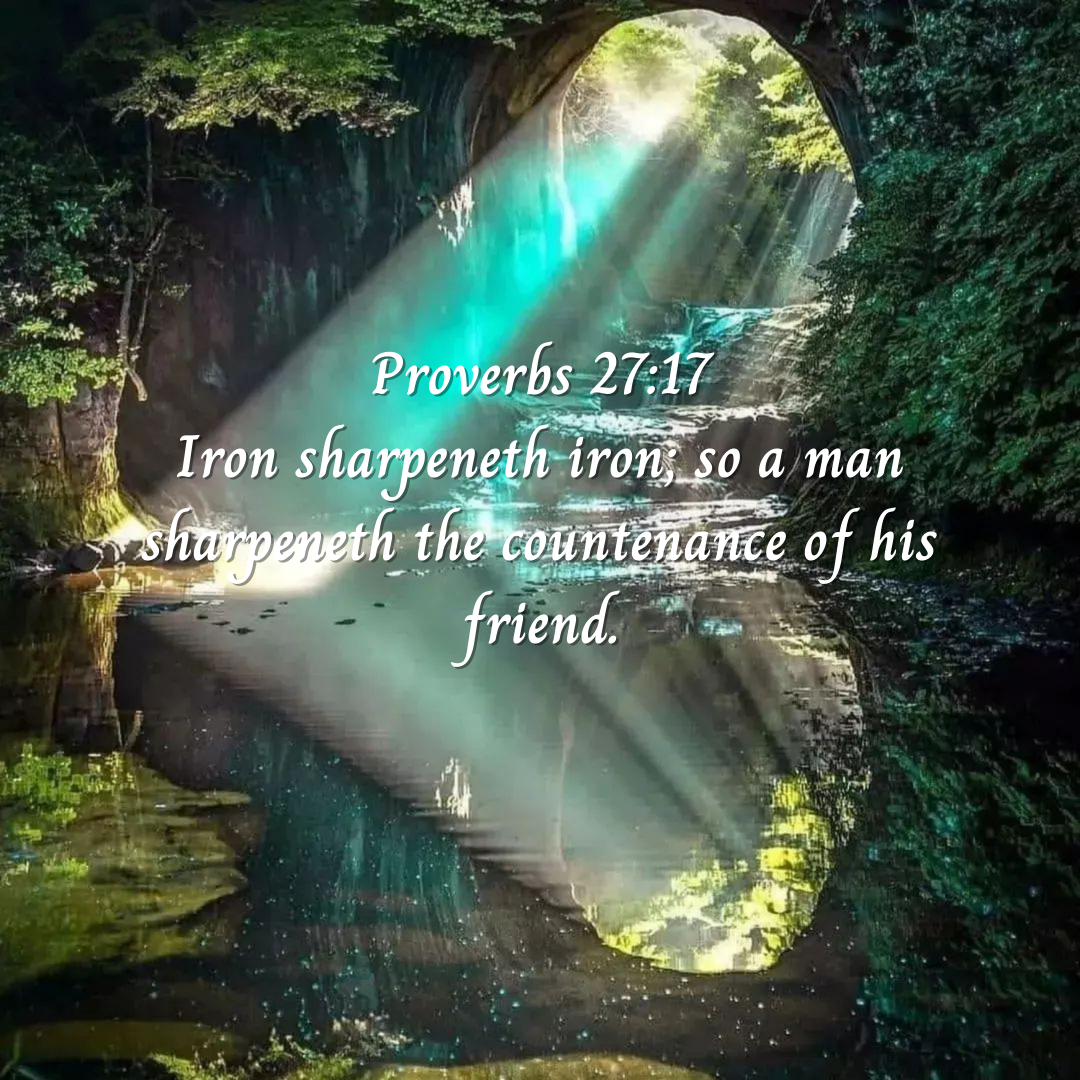 Proverbs 27:17
Iron sharpeneth iron; so a man
sharpeneth the countenance of his
friend.